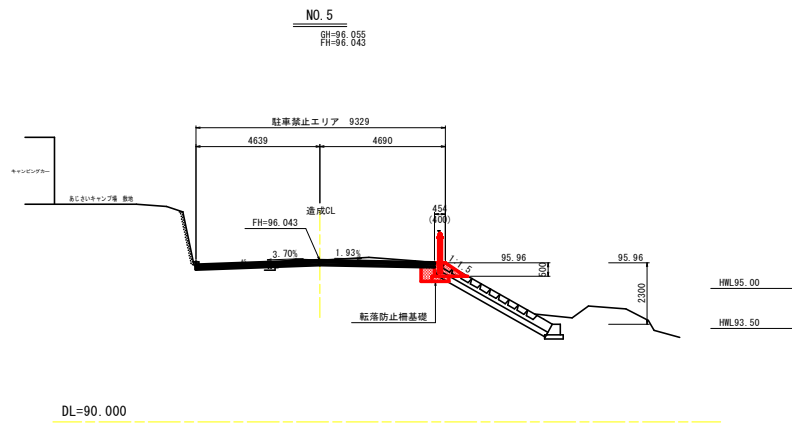 NO.5
GH=96.055
FH=96.043
駐車禁止エリア 9329
4639
4690
キャンピングカー
あじさいキャンプ場 敷地
造成CL
454
(400)
FH=96.043
3.70%
1.93%
1:1.5
95.96
500
95.96
2300
HWL95.00
HWL93.50
転落防止柵基礎
DL=90.000